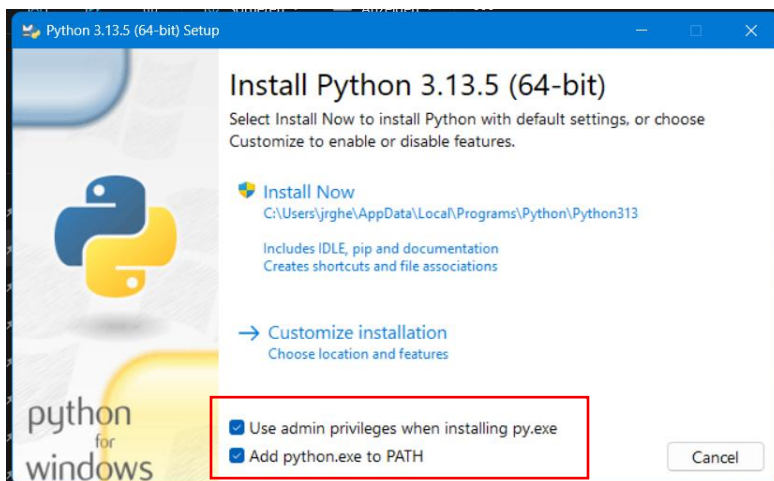 Python 3.13.5 (64-bit) Setup
Install Python 3.13.5 (64-bit)
Select Install Now to install Python with default settings, or choose
Customize to enable or disable features.
Install Now
C:\Users\jrghe\AppData\Local\Programs\Python\Python313
Includes IDLE, pip and documentation
Creates shortcuts and file associations
Customize installation
Choose location and features
python
for
windows
Use admin privileges when installing py.exe
Add python.exe to PATH
Cancel